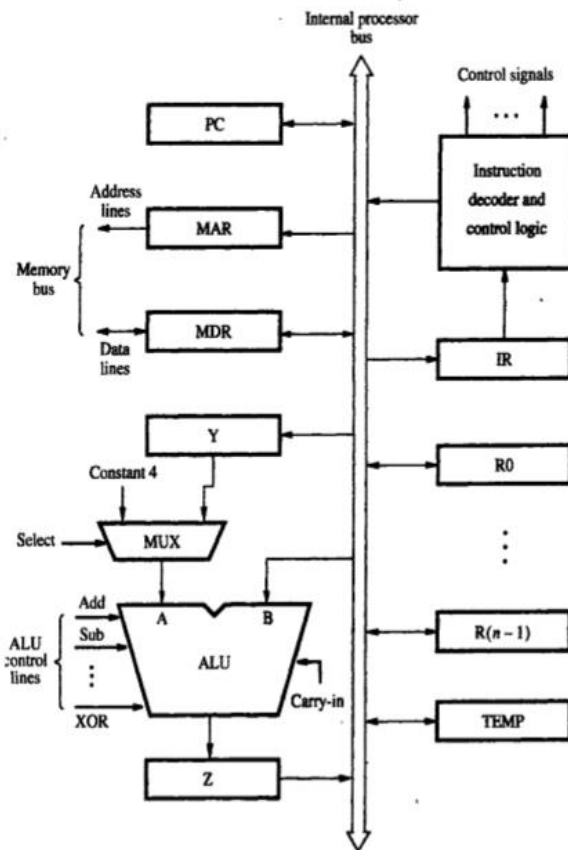 Internal processor
bus
Control signals
...
PC
Instruction
decoder and
control logic
Address
lines
MAR
Memory
bus
MDR
Data
lines
IR
Y
Constant 4
R0
Select
MUX
Add
A
B
R(n − 1)
ALU
control
lines
Sub
ALU
Carry-in
XOR
TEMP
Z